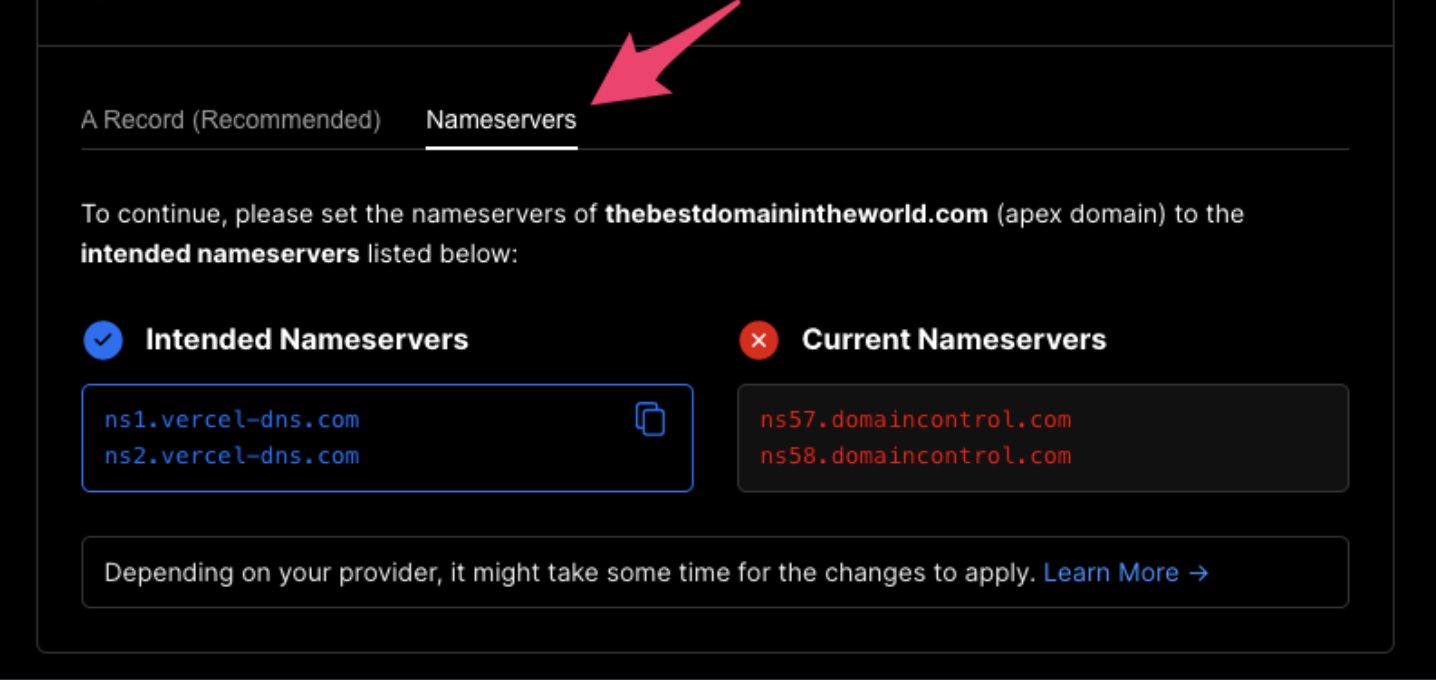 A Record (Recommended) Nameservers
To continue, please set the nameservers of thebestdomainintheworld.com (apex domain) to the
intended nameservers listed below:
Intended Nameservers Current Nameservers
ns1.vercel-dns.com ns57.domaincontrol.com
ns2.vercel-dns.com ns58.domaincontrol.com
Depending on your provider, it might take some time for the changes to apply. Learn More →